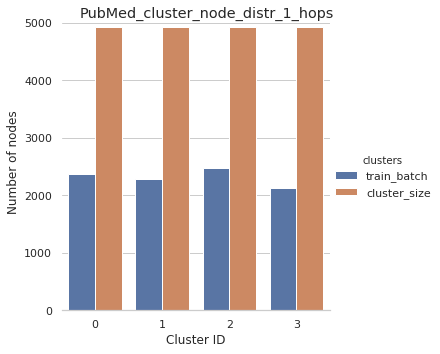 PubMed_cluster_node_distr_1_hops
Number of nodes
5000
4000
3000
2000
1000
0
0 1 2 3
Cluster ID
clusters
train_batch
cluster_size